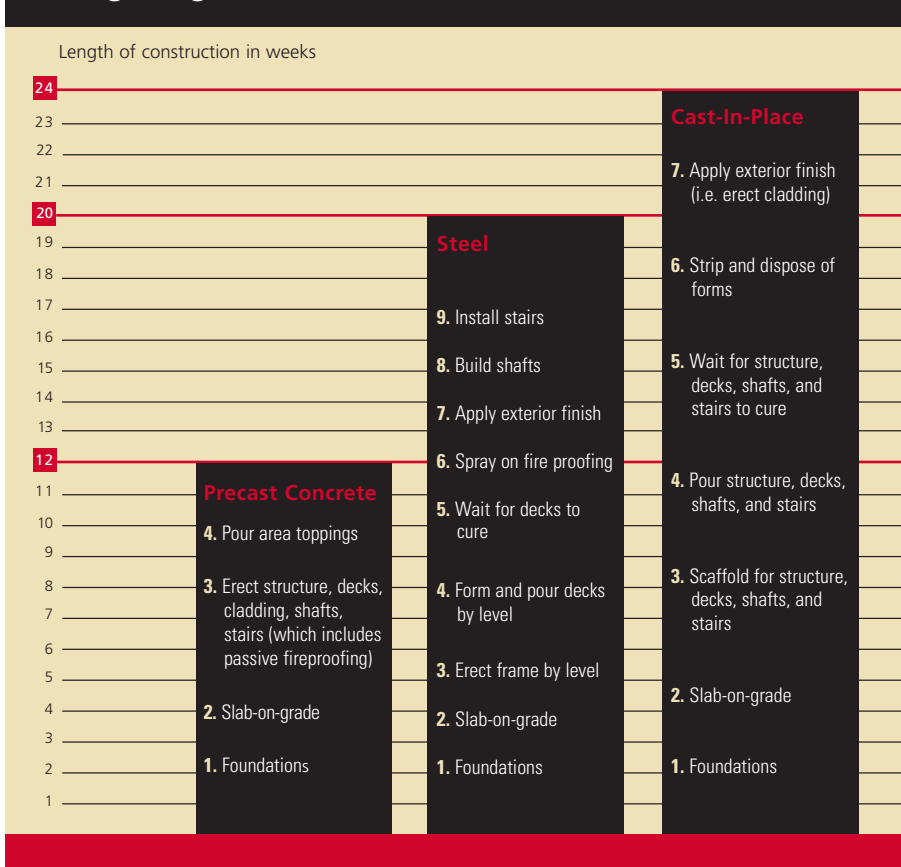 Length of construction in weeks
24
23
22
21
20
19
18
17
16
15
14
13
12
11
10
9
8
7
6
5
4
3
2
1
Precast Concrete
4. Pour area toppings
3. Erect structure, decks,
cladding, shafts,
stairs (which includes
passive fireproofing)
2. Slab-on-grade
1. Foundations
Steel
9. Install stairs
8. Build shafts
7. Apply exterior finish
6. Spray on fire proofing
5. Wait for decks to
cure
4. Form and pour decks
by level
3. Erect frame by level
2. Slab-on-grade
1. Foundations
Cast-In-Place
7. Apply exterior finish
(i.e. erect cladding)
6. Strip and dispose of
forms
5. Wait for structure,
decks, shafts, and
stairs to cure
4. Pour structure, decks,
shafts, and stairs
3. Scaffold for structure,
decks, shafts, and
stairs
2. Slab-on-grade
1. Foundations